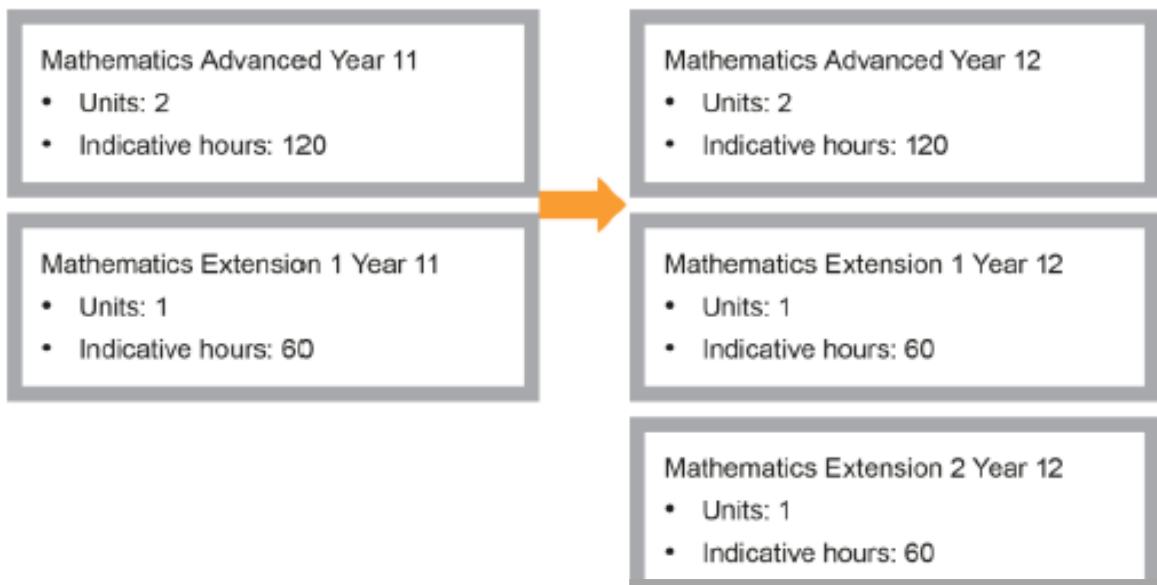 Mathematics Advanced Year 11
• Units: 2
• Indicative hours: 120
Mathematics Extension 1 Year 11
• Units: 1
• Indicative hours: 60
Mathematics Advanced Year 12
• Units: 2
• Indicative hours: 120
Mathematics Extension 1 Year 12
• Units: 1
• Indicative hours: 60
Mathematics Extension 2 Year 12
• Units: 1
• Indicative hours: 60